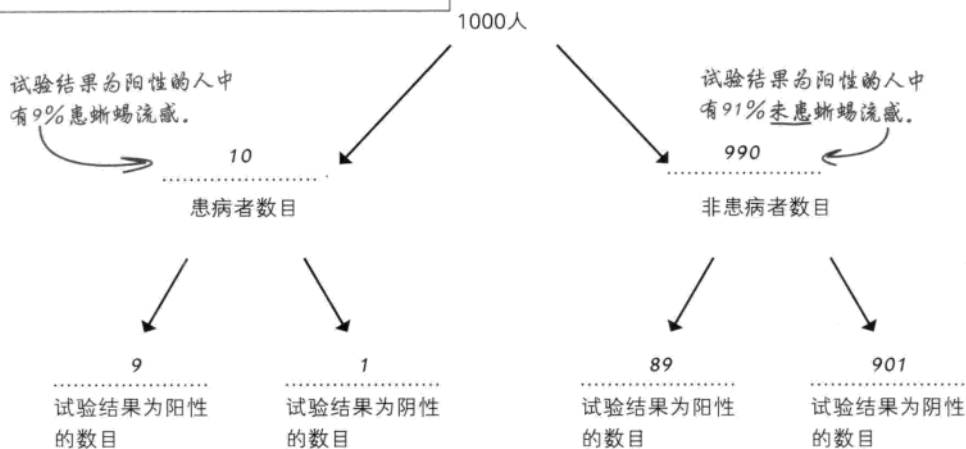 1000人
试验结果为阳性的人中
有9%患蜥蜴流感.
试验结果为阳性的人中
有91%未患蜥蜴流感.
10
990
患病者数目
非患病者数目
9
1
89
901
试验结果为阳性
的数目
试验结果为阴性
的数目
试验结果为阳性
的数目
试验结果为阴性
的数目